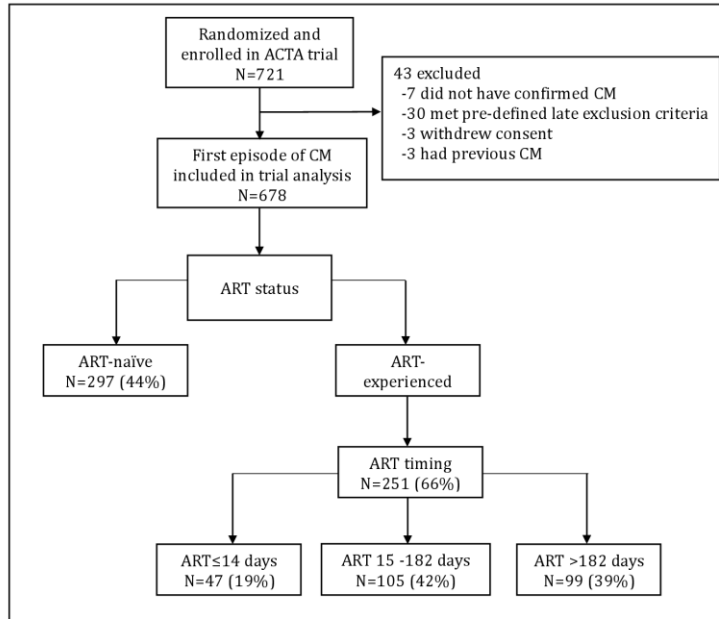 Randomized and
enrolled in ACTA trial
N=721
43 excluded
-7 did not have confirmed CM
-30 met pre-defined late exclusion criteria
-3 withdrew consent
-3 had previous CM
First episode of CM
included in trial analysis
N=678
ART status
ART-naïve
N=297 (44%)
ART-
experienced
ART timing
N=251 (66%)
ART≤14 days
N=47 (19%)
ART 15 -182 days
N=105 (42%)
ART >182 days
N=99 (39%)